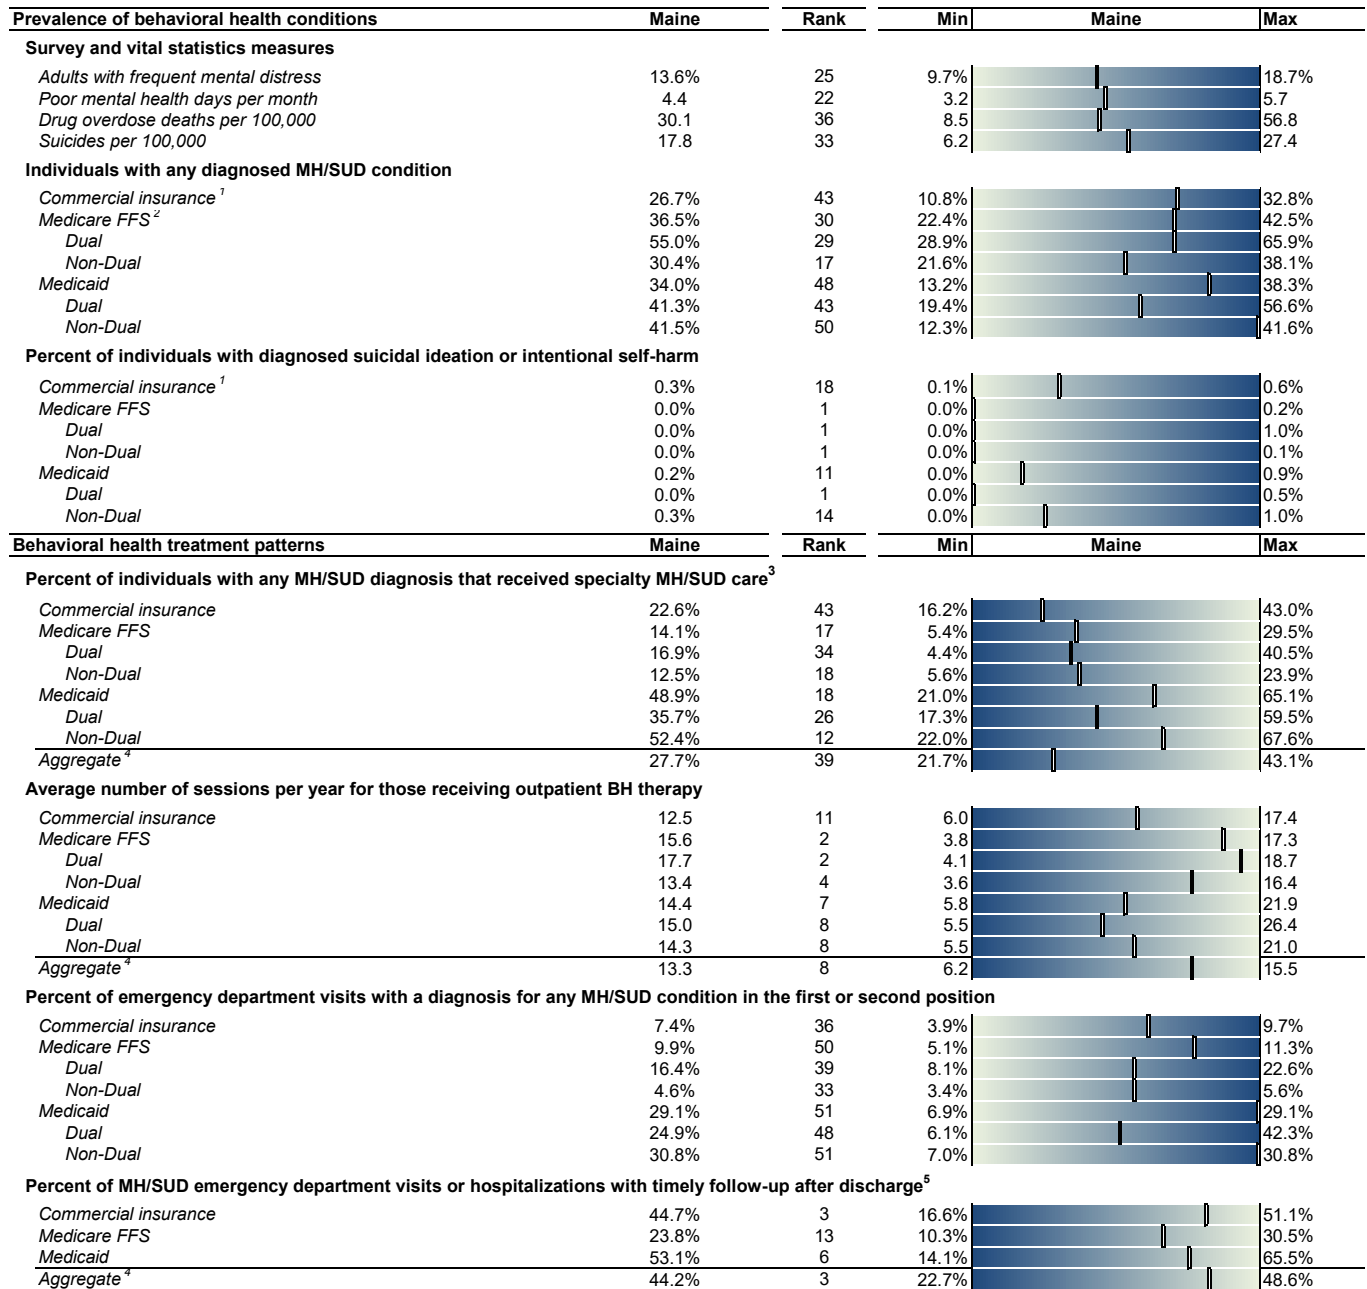 Prevalence of behavioral health conditions Maine Rank Min Maine Max
Survey and vital statistics measures
Adults with frequent mental distress 13.6% 25 9.7% 18.7%
Poor mental health days per month 4.4 22 3.2 5.7
Drug overdose deaths per 100,000 30.1 36 8.5 56.8
Suicides per 100,000 17.8 33 6.2 27.4
Individuals with any diagnosed MH/SUD condition
Commercial insurance 1 26.7% 43 10.8% 32.8%
Medicare FFS 2 36.5% 30 22.4% 42.5%
Dual 55.0% 29 28.9% 65.9%
Non-Dual 30.4% 17 21.6% 38.1%
Medicaid 34.0% 48 13.2% 38.3%
Dual 41.3% 43 19.4% 56.6%
Non-Dual 41.5% 50 12.3% 41.6%
Percent of individuals with diagnosed suicidal ideation or intentional self-harm
Commercial insurance 1 0.3% 18 0.1% 0.6%
Medicare FFS 0.0% 1 0.0% 0.2%
Dual 0.0% 1 0.0% 1.0%
Non-Dual 0.0% 1 0.0% 0.1%
Medicaid 0.2% 11 0.0% 0.9%
Dual 0.0% 1 0.0% 0.5%
Non-Dual 0.3% 14 0.0% 1.0%
Behavioral health treatment patterns Maine Rank Min Maine Max
Percent of individuals with any MH/SUD diagnosis that received specialty MH/SUD care3
Commercial insurance 22.6% 43 16.2% 43.0%
Medicare FFS 14.1% 17 5.4% 29.5%
Dual 16.9% 34 4.4% 40.5%
Non-Dual 12.5% 18 5.6% 23.9%
Medicaid 48.9% 18 21.0% 65.1%
Dual 35.7% 26 17.3% 59.5%
Non-Dual 52.4% 12 22.0% 67.6%
Aggregate 4 27.7% 39 21.7% 43.1%
Average number of sessions per year for those receiving outpatient BH therapy
Commercial insurance 12.5 11 6.0 17.4
Medicare FFS 15.6 2 3.8 17.3
Dual 17.7 2 4.1 18.7
Non-Dual 13.4 4 3.6 16.4
Medicaid 14.4 7 5.8 21.9
Dual 15.0 8 5.5 26.4
Non-Dual 14.3 8 5.5 21.0
Aggregate 4 13.3 8 6.2 15.5
Percent of emergency department visits with a diagnosis for any MH/SUD condition in the first or second position
Commercial insurance 7.4% 36 3.9% 9.7%
Medicare FFS 9.9% 50 5.1% 11.3%
Dual 16.4% 39 8.1% 22.6%
Non-Dual 4.6% 33 3.4% 5.6%
Medicaid 29.1% 51 6.9% 29.1%
Dual 24.9% 48 6.1% 42.3%
Non-Dual 30.8% 51 7.0% 30.8%
Percent of MH/SUD emergency department visits or hospitalizations with timely follow-up after discharge5
Commercial insurance 44.7% 3 16.6% 51.1%
Medicare FFS 23.8% 13 10.3% 30.5%
Medicaid 53.1% 6 14.1% 65.5%
Aggregate 4 44.2% 3 22.7% 48.6%